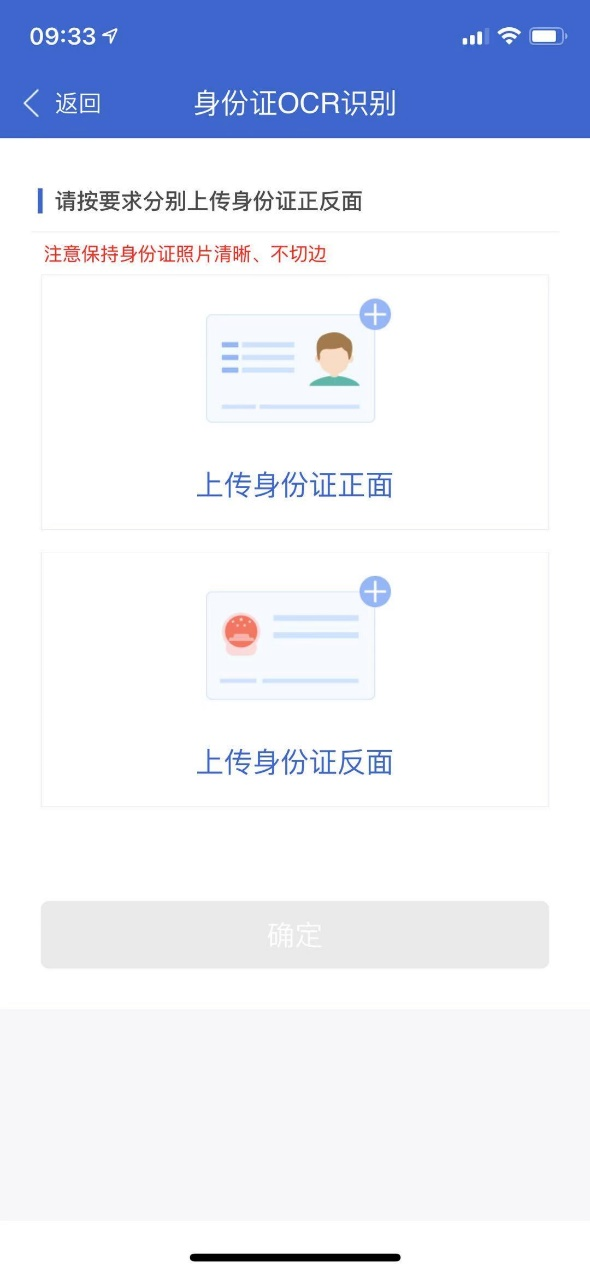 09:33
返回
身份证OCR识别
请按要求分别上传身份证正反面
注意保持身份证照片清晰、不切边
上传身份证正面
上传身份证反面
确定